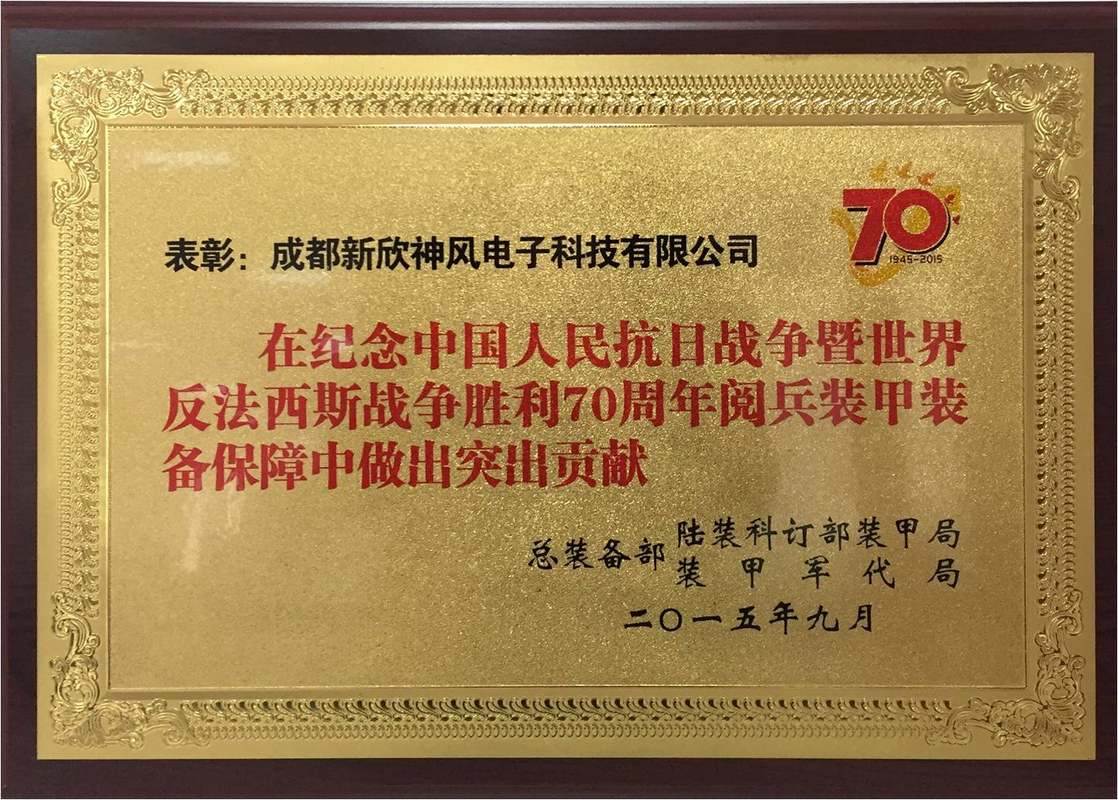 70
1945-2015
表彰：成都新欣神风电子科技有限公司
在纪念中国人民抗日战争暨世界
反法西斯战争胜利70周年阅兵装甲装
备保障中做出突出贡献
总装备部
陆装科订部装甲局
装甲军代局
二〇一五年九月